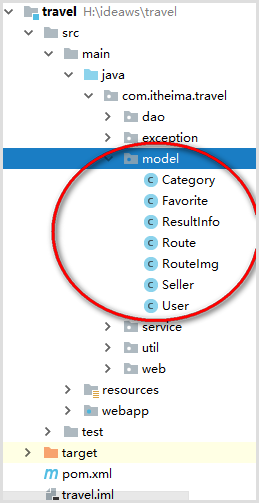 travel H:\ideaws\travel
src
main
java
com.itheima.travel
dao
exception
model
C Category
C Favorite
C ResultInfo
C Route
C RouteImg
C Seller
C User
service
util
web
resources
webapp
test
target
m pom.xml
travel.iml